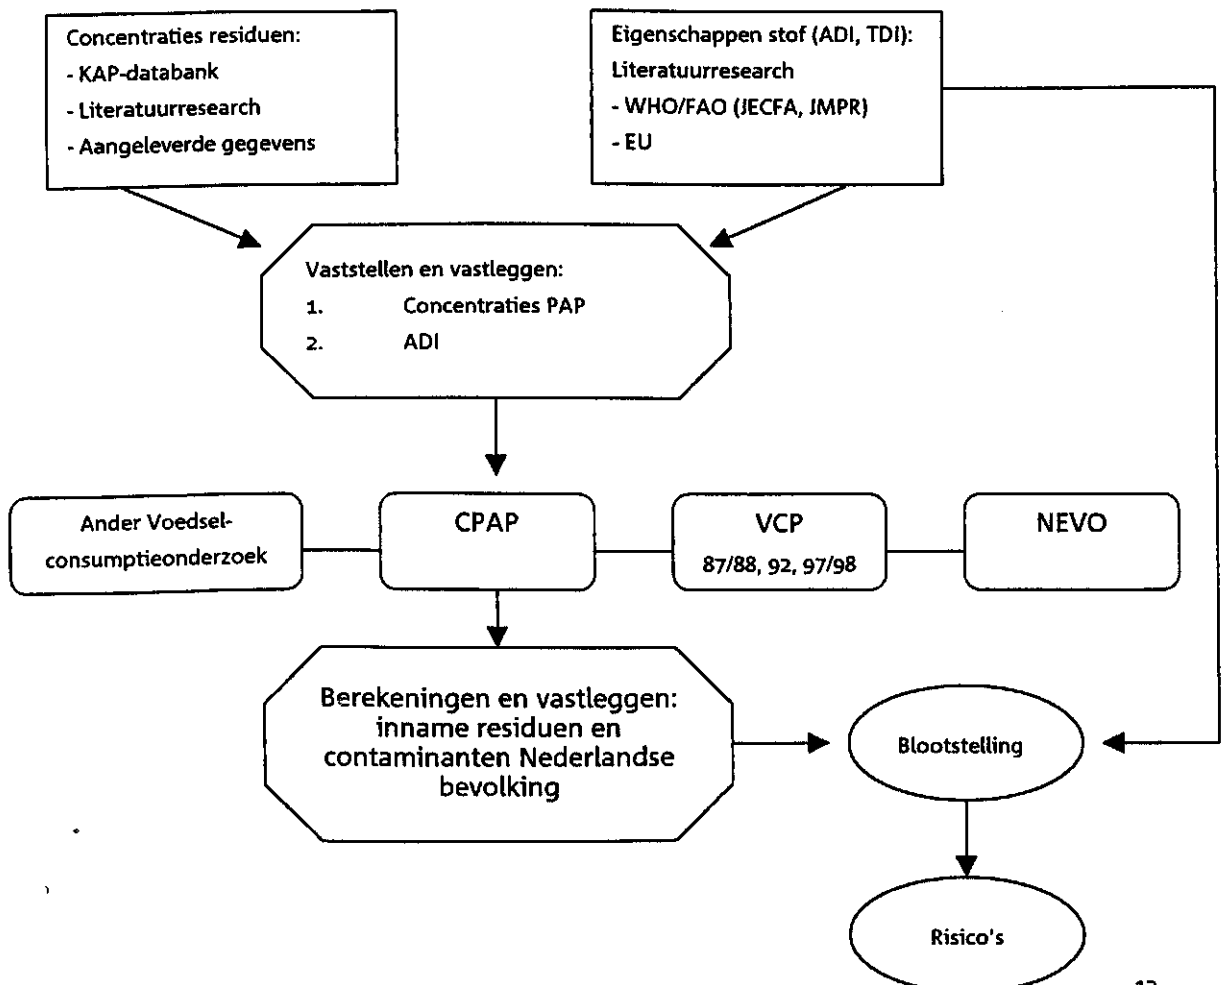 Concentraties residuen:
- KAP-databank
- Literatuurresearch
- Aangeleverde gegevens
Eigenschappen stof (ADI, TDI):
Literatuurresearch
- WHO/FAO (JECFA, JMPR)
- EU
Vaststellen en vastleggen:
1. Concentraties PAP
2. ADI
Ander Voedsel-
consumptieonderzoek
CPAP
VCP
87/88, 92, 97/98
NEVO
Berekeningen en vastleggen:
inname residuen en
contaminanten Nederlandse
bevolking
Blootstelling
Risico's